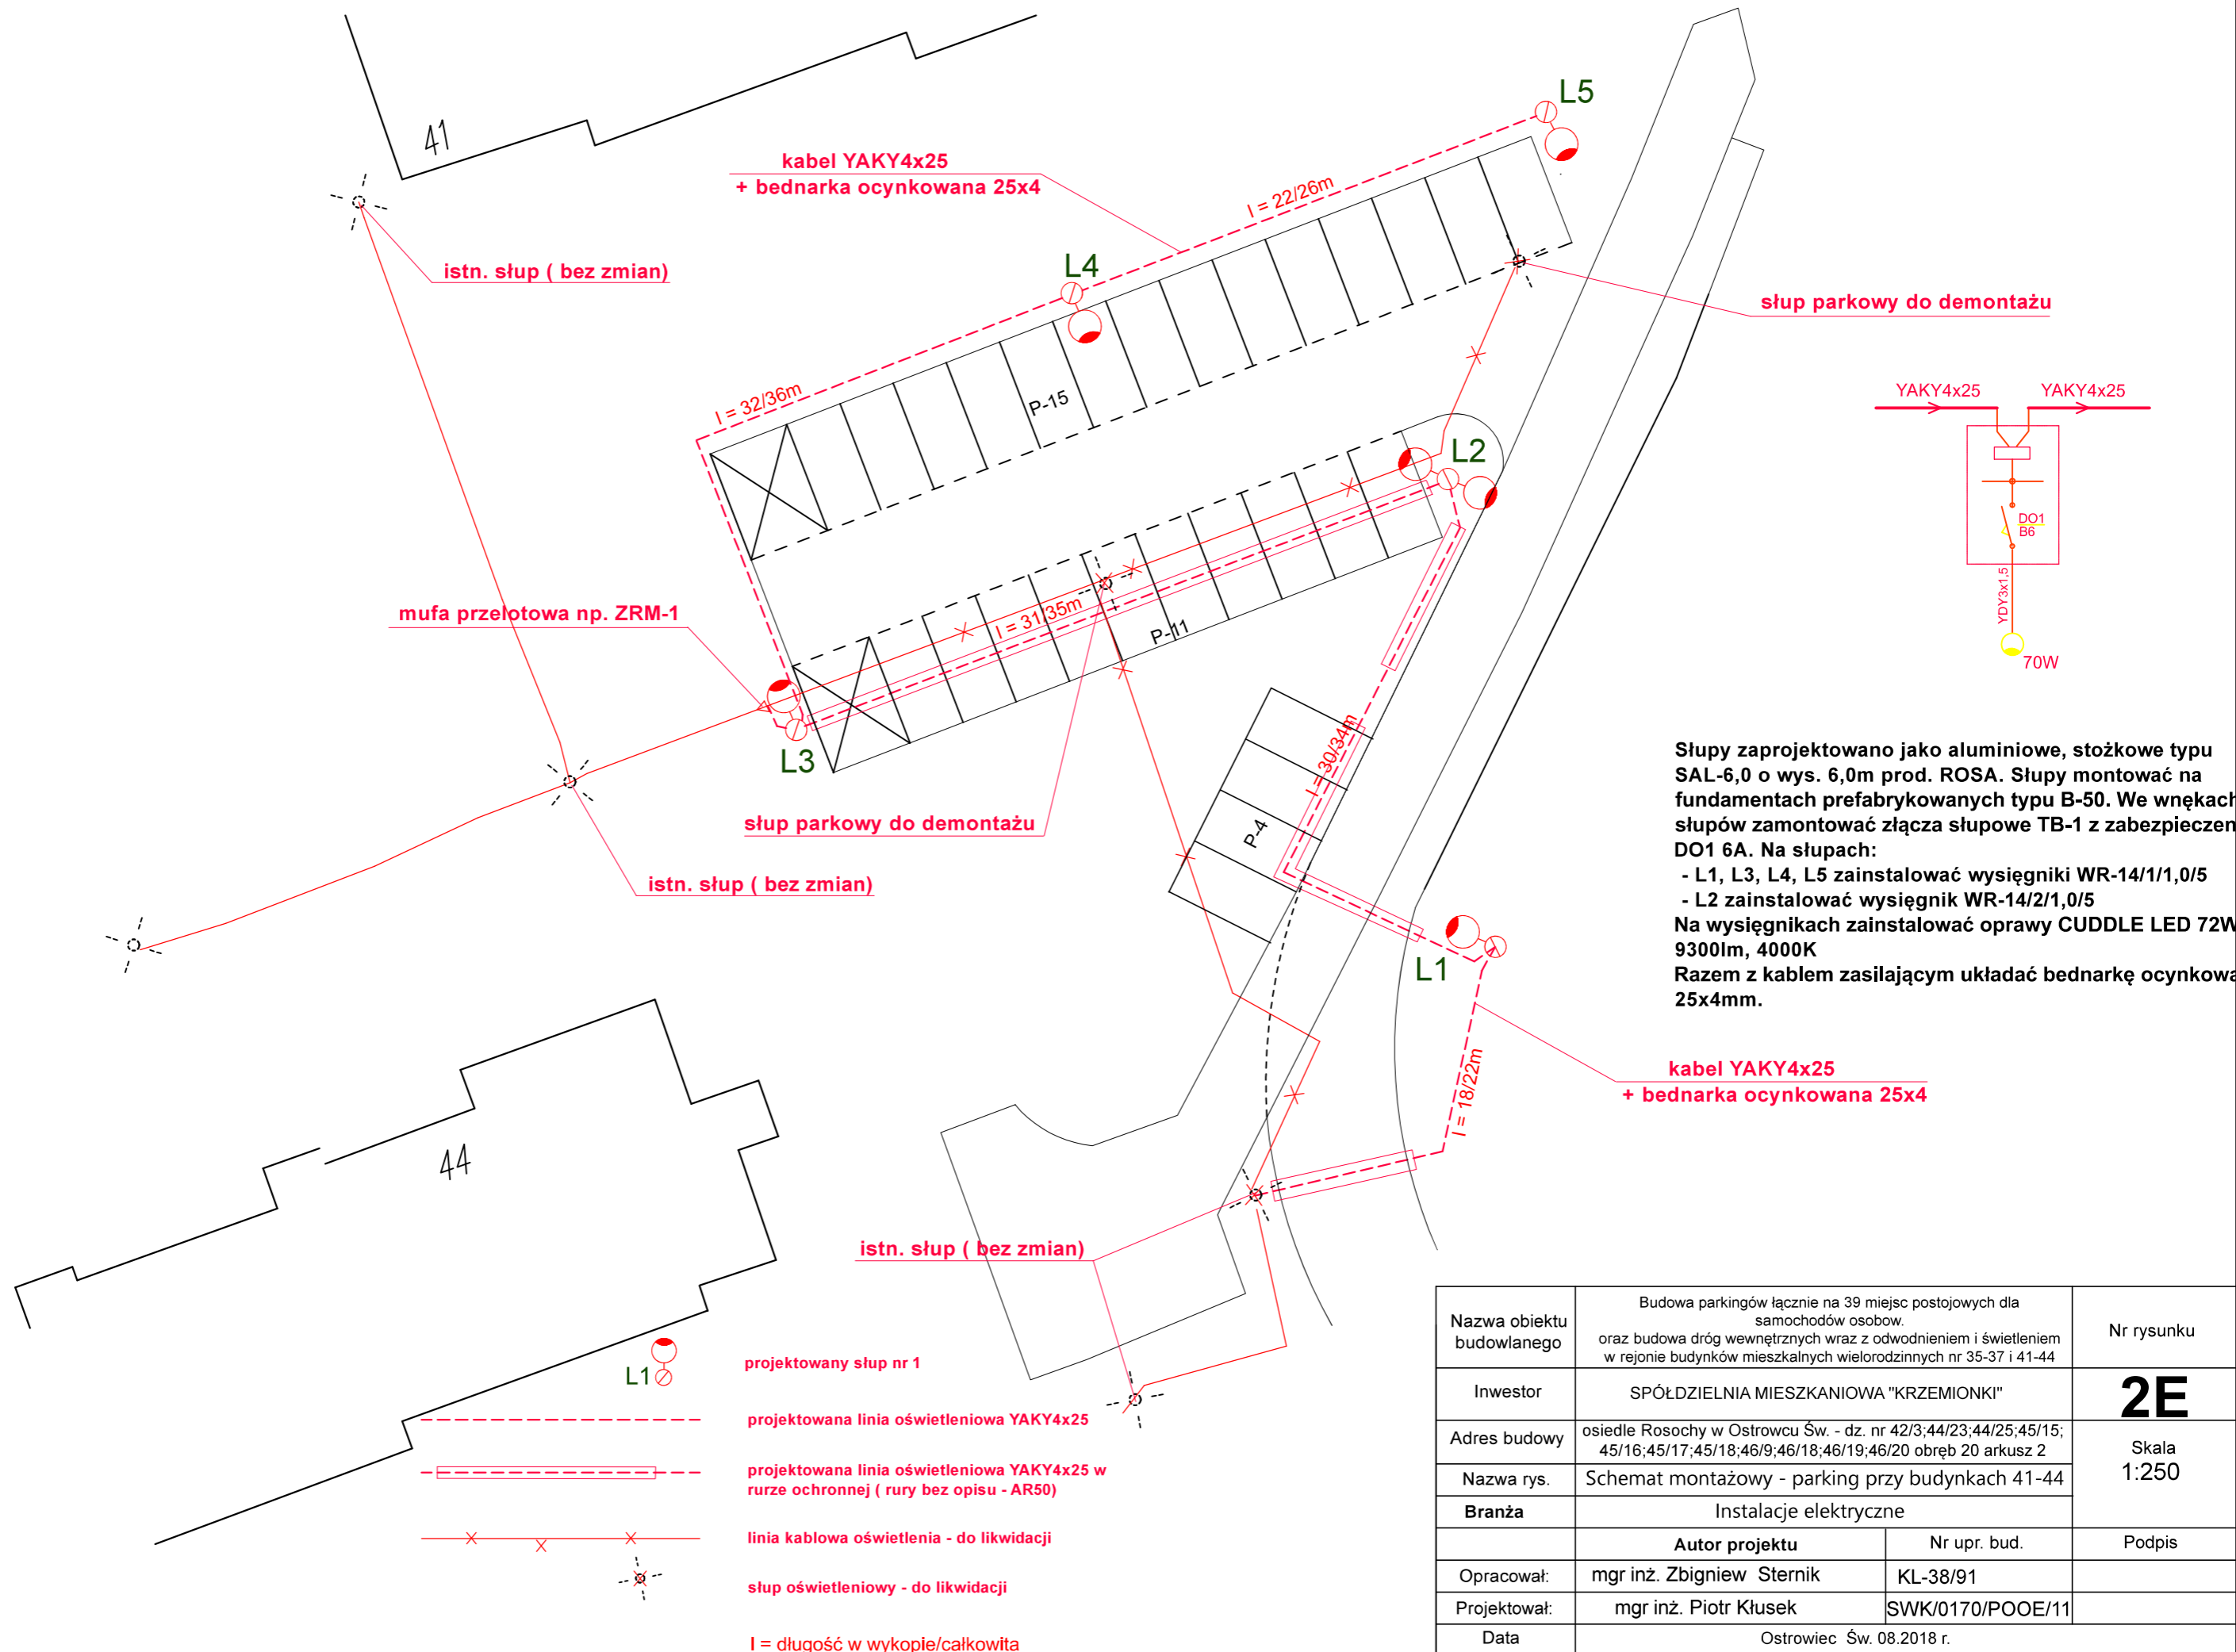 41
L5
kabel YAKY4x25
+ bednarka ocynkowana 25x4
l = 22/26m
istn. słup ( bez zmian)
L4
słup parkowy do demontażu
l = 32/36m
P-15
YAKY4x25
YAKY4x25
L2
DO1
B6
YDY3x1.5
70W
mufa przelotowa np. ZRM-1
l = 31/35m
P-11
L3
l = 30/34m
słup parkowy do demontażu
P-4
istn. słup ( bez zmian)
Słupy zaprojektowano jako aluminiowe, stożkowe typu
SAL-6,0 o wys. 6,0m prod. ROSA. Słupy montować na
fundamentach prefabrykowanych typu B-50. We wnękach
słupów zamontować złącza słupowe TB-1 z zabezpieczen
DO1 6A. Na słupach:
- L1, L3, L4, L5 zainstalować wysięgniki WR-14/1/1,0/5
- L2 zainstalować wysięgnik WR-14/2/1,0/5
Na wysięgnikach zainstalować oprawy CUDDLE LED 72W
9300lm, 4000K
Razem z kablem zasilającym układać bednarkę ocynkowa
25x4mm.
L1
l = 18/22m
kabel YAKY4x25
+ bednarka ocynkowana 25x4
44
istn. słup ( bez zmian)
L1
projektowany słup nr 1
projektowana linia oświetleniowa YAKY4x25
projektowana linia oświetleniowa YAKY4x25 w
rurze ochronnej ( rury bez opisu - AR50)
linia kablowa oświetlenia - do likwidacji
słup oświetleniowy - do likwidacji
l = długość w wykopie/całkowita
Nazwa obiektu
budowlanego
Budowa parkingów łącznie na 39 miejsc postojowych dla
samochodów osobow.
oraz budowa dróg wewnętrznych wraz z odwodnieniem i świetleniem
w rejonie budynków mieszkalnych wielorodzinnych nr 35-37 i 41-44
Nr rysunku
Inwestor
SPÓŁDZIELNIA MIESZKANIOWA "KRZEMIONKI"
2E
Adres budowy
osiedle Rosochy w Ostrowcu Św. - dz. nr 42/3;44/23;44/25;45/15;
45/16;45/17;45/18;46/9;46/18;46/19;46/20 obręb 20 arkusz 2
Skala
1:250
Nazwa rys.
Schemat montażowy - parking przy budynkach 41-44
Branża
Instalacje elektryczne
Autor projektu
Nr upr. bud.
Podpis
Opracował:
mgr inż. Zbigniew Sternik
KL-38/91
Projektował:
mgr inż. Piotr Kłusek
SWK/0170/POOE/11
Data
Ostrowiec Św. 08.2018 r.